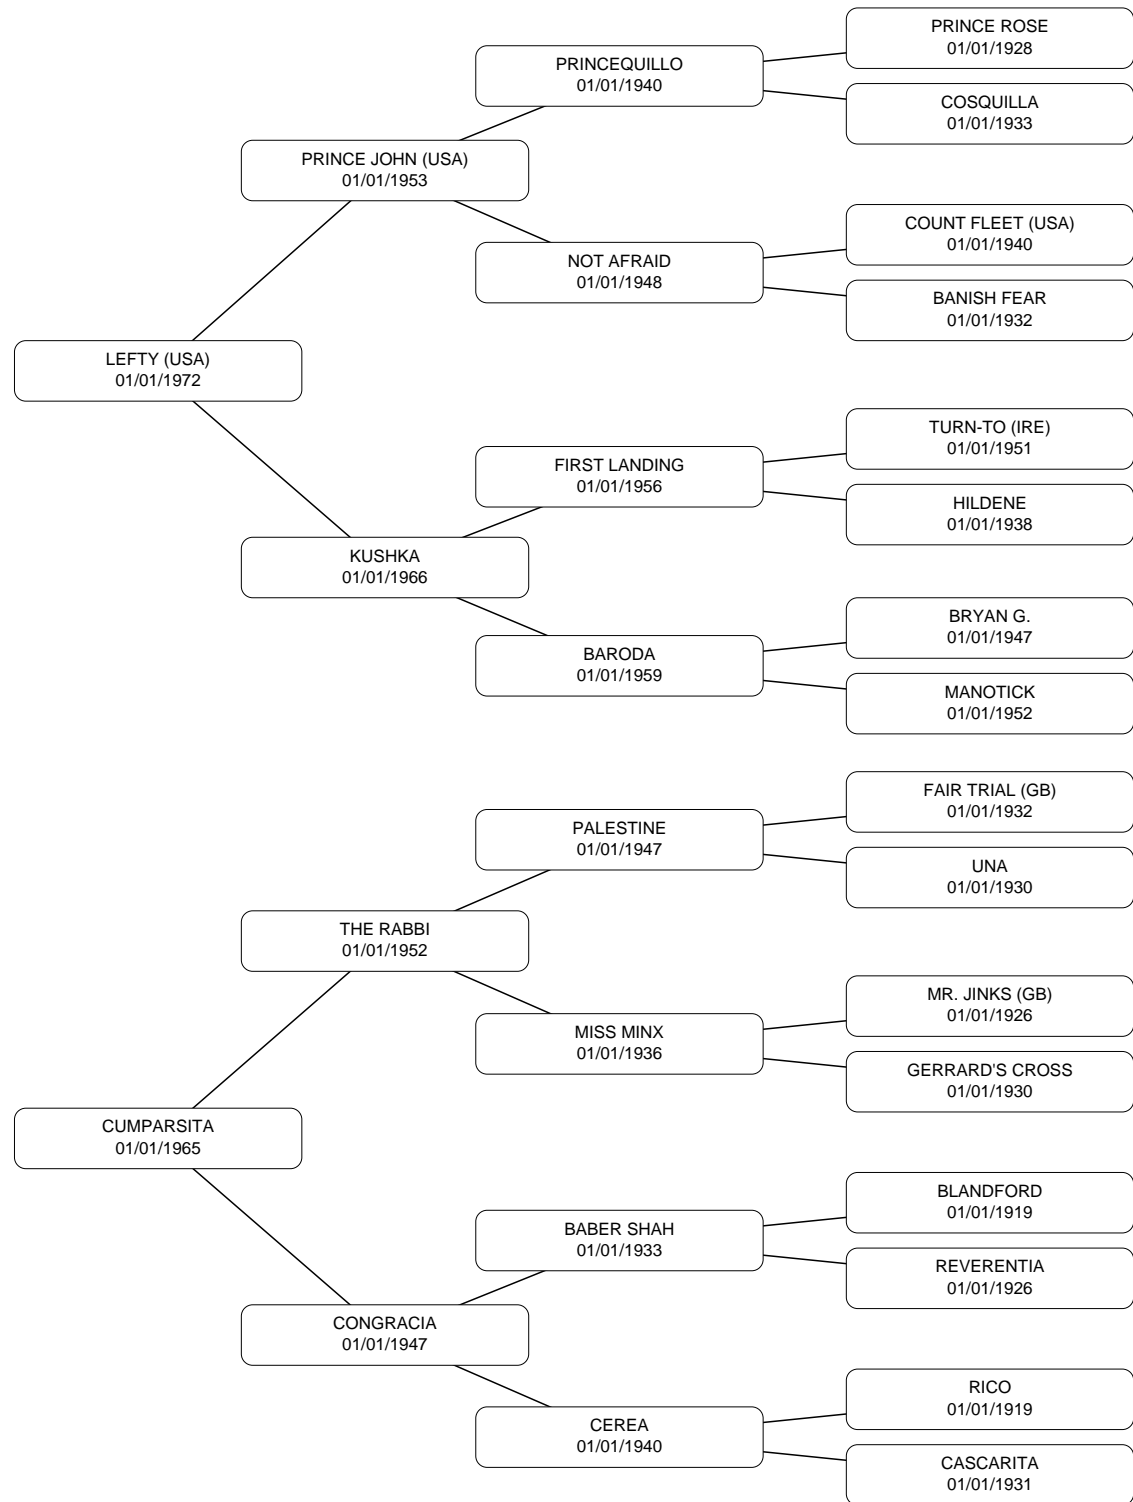 PRINCE ROSE
01/01/1928
PRINCEQUILLO
01/01/1940
COSQUILLA
01/01/1933
PRINCE JOHN (USA)
01/01/1953
COUNT FLEET (USA)
01/01/1940
NOT AFRAID
01/01/1948
BANISH FEAR
01/01/1932
LEFTY (USA)
01/01/1972
TURN-TO (IRE)
01/01/1951
FIRST LANDING
01/01/1956
HILDENE
01/01/1938
KUSHKA
01/01/1966
BRYAN G.
01/01/1947
BARODA
01/01/1959
MANOTICK
01/01/1952
FAIR TRIAL (GB)
01/01/1932
PALESTINE
01/01/1947
UNA
01/01/1930
THE RABBI
01/01/1952
MR. JINKS (GB)
01/01/1926
MISS MINX
01/01/1936
GERRARD'S CROSS
01/01/1930
CUMPARSITA
01/01/1965
BLANDFORD
01/01/1919
BABER SHAH
01/01/1933
REVERENTIA
01/01/1926
CONGRACIA
01/01/1947
RICO
01/01/1919
CEREA
01/01/1940
CASCARITA
01/01/1931